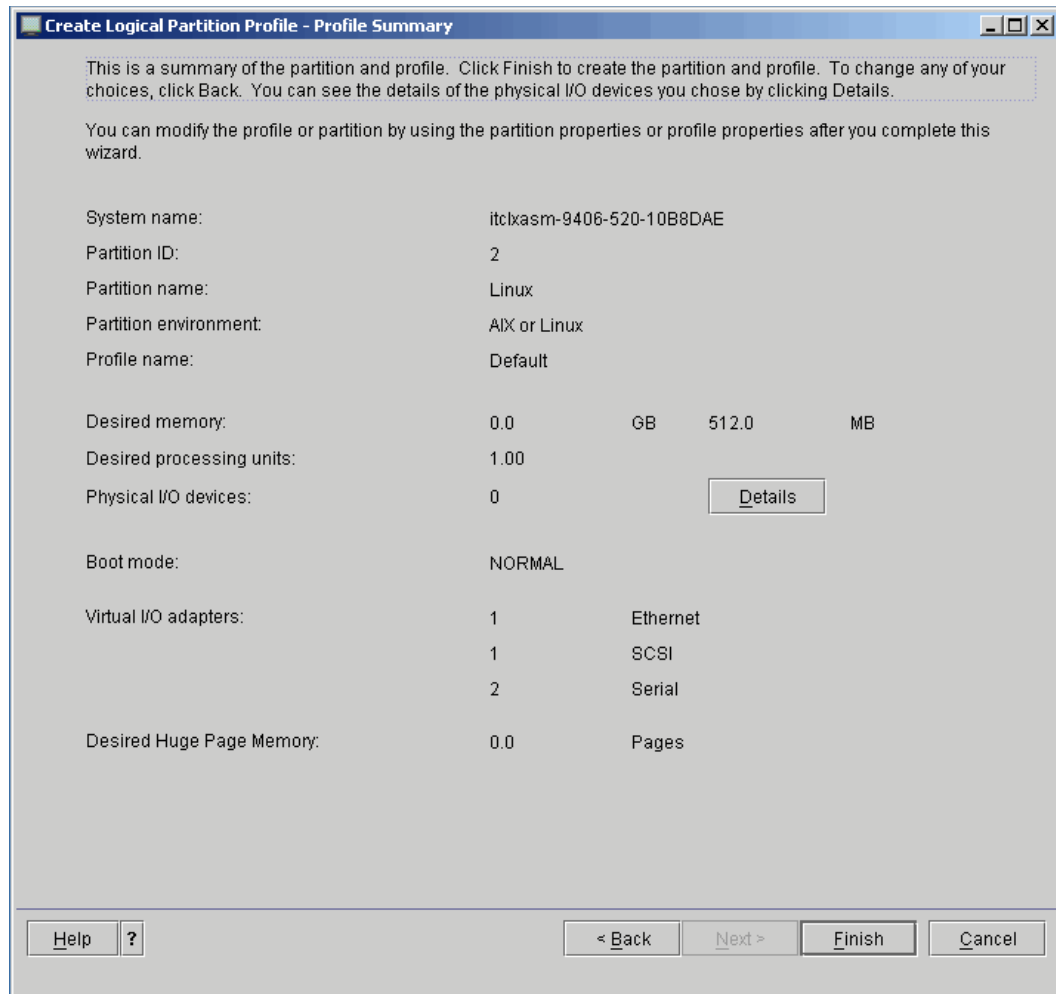 Create Logical Partition Profile - Profile Summary
This is a summary of the partition and profile. Click Finish to create the partition and profile. To change any of your
choices, click Back. You can see the details of the physical I/O devices you chose by clicking Details.
You can modify the profile or partition by using the partition properties or profile properties after you complete this
wizard.
System name: itclxasm-9406-520-10B8DAE
Partition ID: 2
Partition name: Linux
Partition environment: AIX or Linux
Profile name: Default
Desired memory: 0.0 GB 512.0 MB
Desired processing units: 1.00
Physical I/O devices: 0 Details
Boot mode: NORMAL
Virtual I/O adapters: 1 Ethernet
1 SCSI
2 Serial
Desired Huge Page Memory: 0.0 Pages
Help ? < Back Next > Finish Cancel